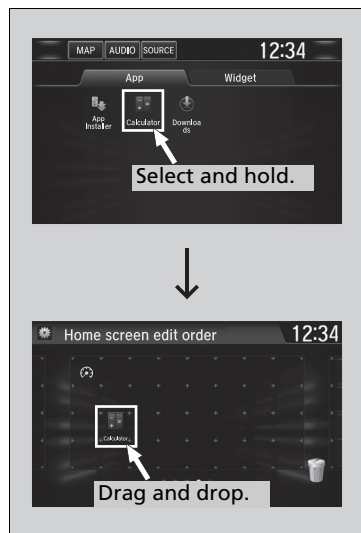 MAP AUDIO SOURCE 12:34
App Widget
App
Installer
Calculator
Downloa
ds
Select and hold.
Home screen edit order 12:34
Calculator
Drag and drop.